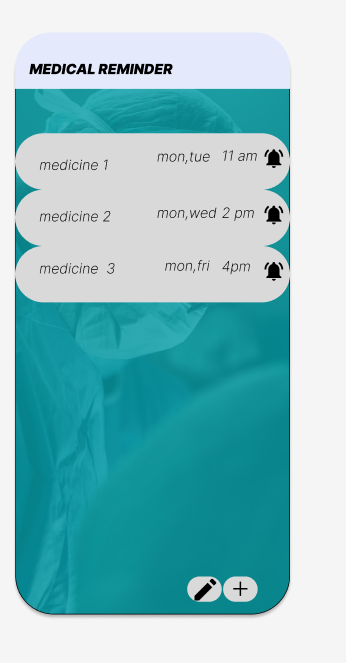 MEDICAL REMINDER
medicine 1 mon,tue 11 am
medicine 2 mon,wed 2 pm
medicine 3 mon,fri 4pm